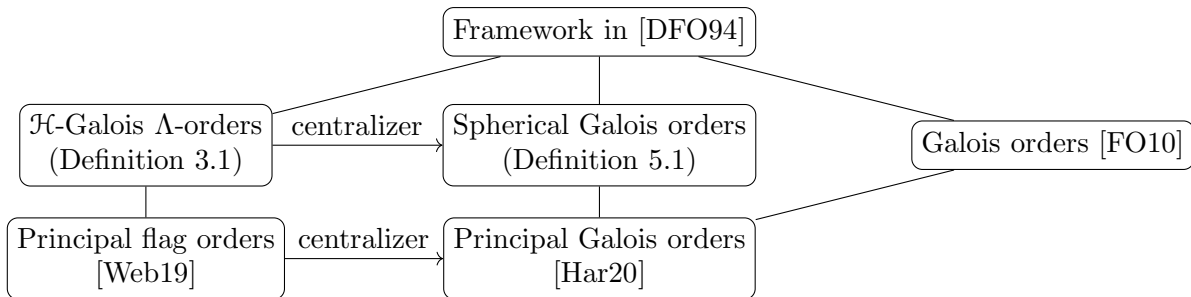 Framework in [DFO94]
ℋ-Galois Λ-orders
(Definition 3.1)
centralizer
Spherical Galois orders
(Definition 5.1)
Galois orders [FO10]
Principal flag orders
[Web19]
centralizer
Principal Galois orders
[Har20]